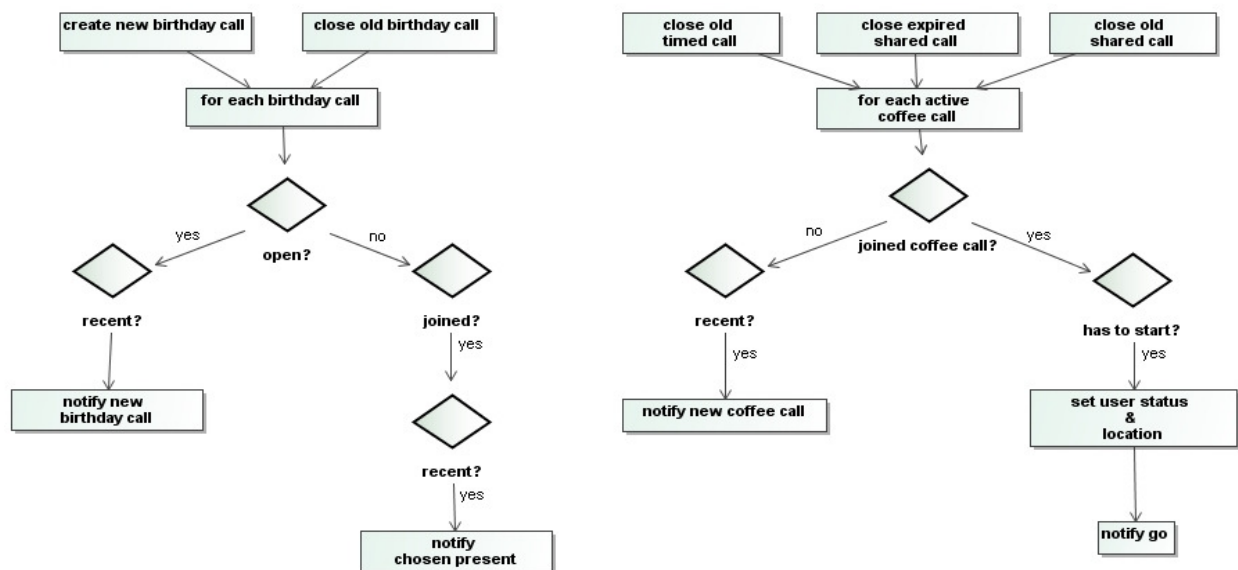 create new birthday call
close old birthday call
for each birthday call
open?
yes
no
recent?
joined?
yes
notify new
birthday call
recent?
yes
notify
chosen present
close old
timed call
close expired
shared call
close old
shared call
for each active
coffee call
joined coffee call?
no
yes
recent?
has to start?
yes
yes
notify new coffee call
set user status
&
location
notify go